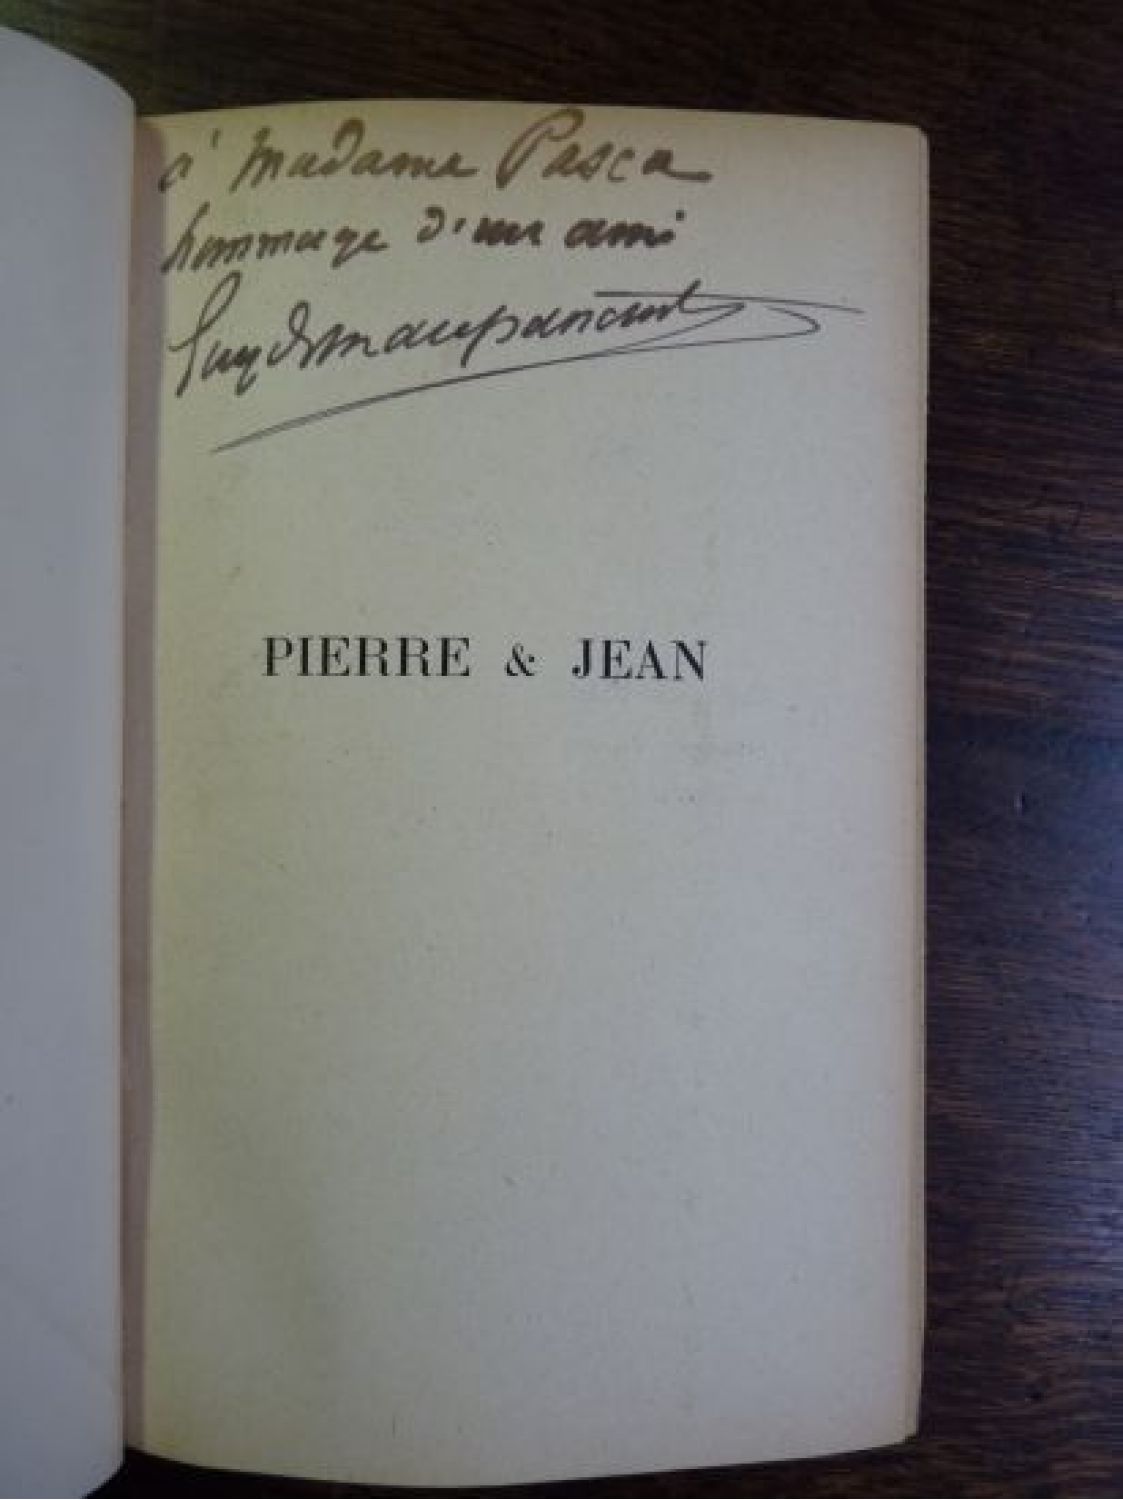 à Madame Pasca
hommage d'un ami
Guy de Maupassant
PIERRE & JEAN